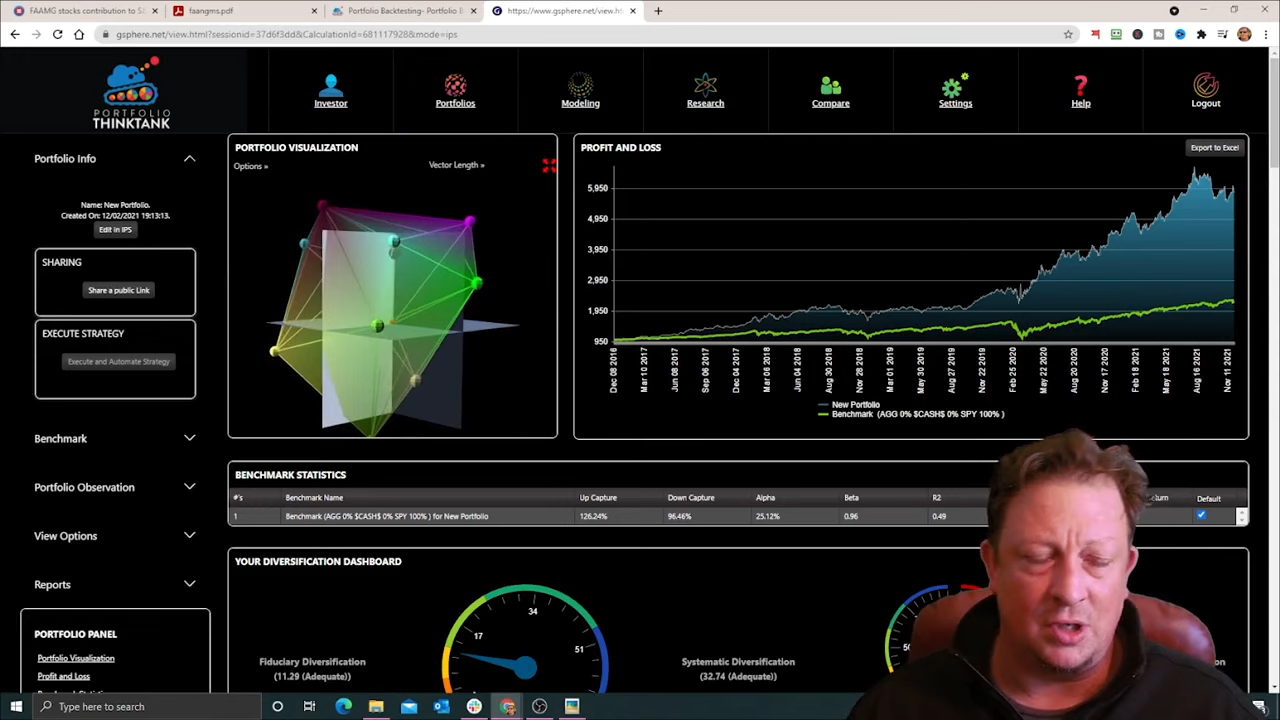 FAAMG stocks contribution to S&
faangms.pdf
Portfolio Backtesting- Portfolio B
https://www.gsphere.net/view.ht
gsphere.net/view.html?sessionid=37d6f3dd&CalculationId=681117928&mode=ips
PORTFOLIO
THINKTANK
Investor
Portfolios
Modeling
Research
Compare
Settings
Help
Logout
Portfolio Info
Name: New Portfolio.
Created On: 12/02/2021 19:13:13.
Edit in IPS
SHARING
Share a public Link
EXECUTE STRATEGY
Execute and Automate Strategy
Benchmark
Portfolio Observation
View Options
Reports
PORTFOLIO PANEL
Portfolio Visualization
Profit and Loss
PORTFOLIO VISUALIZATION
Options »
Vector Length »
PROFIT AND LOSS
Export to Excel
5,950
4,950
3,950
2,950
1,950
950
Dec 08 2016
Mar 10 2017
Jun 08 2017
Sep 06 2017
Dec 04 2017
Mar 06 2018
Jun 04 2018
Aug 30 2018
Nov 28 2018
Mar 01 2019
May 30 2019
Aug 27 2019
Nov 22 2019
Feb 25 2020
May 22 2020
Aug 20 2020
Nov 17 2020
Feb 18 2021
May 18 2021
Aug 16 2021
Nov 11 2021
New Portfolio
Benchmark (AGG 0% $CASH$ 0% SPY 100% )
BENCHMARK STATISTICS
#'s Benchmark Name Up Capture Down Capture Alpha Beta R2 Default
1 Benchmark (AGG 0% $CASH$ 0% SPY 100% ) for New Portfolio 126.24% 96.46% 25.12% 0.96 0.49
YOUR DIVERSIFICATION DASHBOARD
34
17
51
50
Fiduciary Diversification
(11.29 (Adequate))
Systematic Diversification
(32.74 (Adequate))
Type here to search